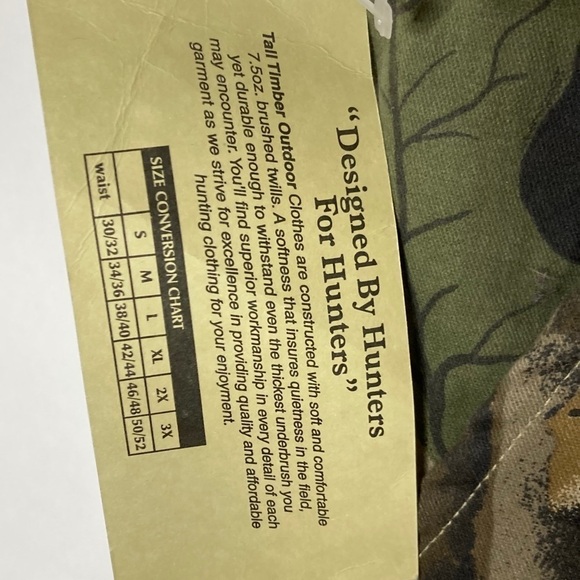 “Designed By Hunters
For Hunters”
Tall Timber Outdoor Clothes are constructed with soft and comfortable
7.5oz. brushed twills. A softness that insures quietness in the field,
yet durable enough to withstand even the thickest underbrush you
may encounter. You'll find superior workmanship in every detail of each
garment as we strive for excellence in providing quality and affordable
hunting clothing for your enjoyment.
SIZE CONVERSION CHART
S M L XL 2X 3X
waist 30/32 34/36 38/40 42/44 46/48 50/52